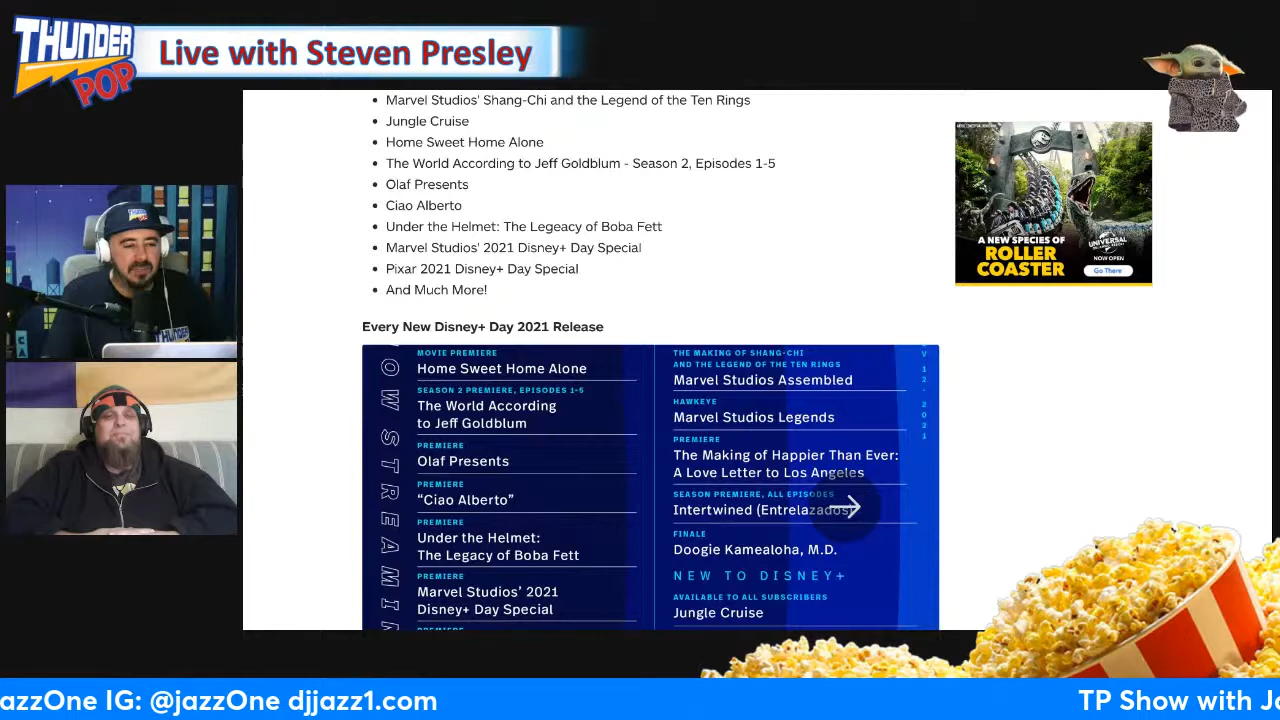 THUNDER
POP
Live with Steven Presley
Marvel Studios' Shang-Chi and the Legend of the Ten Rings
Jungle Cruise
Home Sweet Home Alone
The World According to Jeff Goldblum - Season 2, Episodes 1-5
Olaf Presents
Ciao Alberto
Under the Helmet: The Legeacy of Boba Fett
Marvel Studios' 2021 Disney+ Day Special
Pixar 2021 Disney+ Day Special
And Much More!
A NEW SPECIES OF
ROLLER
COASTER
UNIVERSAL
NOW OPEN
Go There
Every New Disney+ Day 2021 Release
OW STREAMI
MOVIE PREMIERE
Home Sweet Home Alone
SEASON 2 PREMIERE, EPISODES 1-5
The World According
to Jeff Goldblum
PREMIERE
Olaf Presents
PREMIERE
“Ciao Alberto”
PREMIERE
Under the Helmet:
The Legacy of Boba Fett
PREMIERE
Marvel Studios’ 2021
Disney+ Day Special
THE MAKING OF SHANG-CHI
AND THE LEGEND OF THE TEN RINGS
Marvel Studios Assembled
HAWKEYE
Marvel Studios Legends
PREMIERE
The Making of Happier Than Ever:
A Love Letter to Los Angeles
SEASON PREMIERE, ALL EPISODES
Intertwined (Entrelazados)
FINALE
Doogie Kamealoha, M.D.
NEW TO DISNEY+
AVAILABLE TO ALL SUBSCRIBERS
Jungle Cruise
V 12, 2021
azzOne IG: @jazzOne djjazz1.com
TP Show with Ja